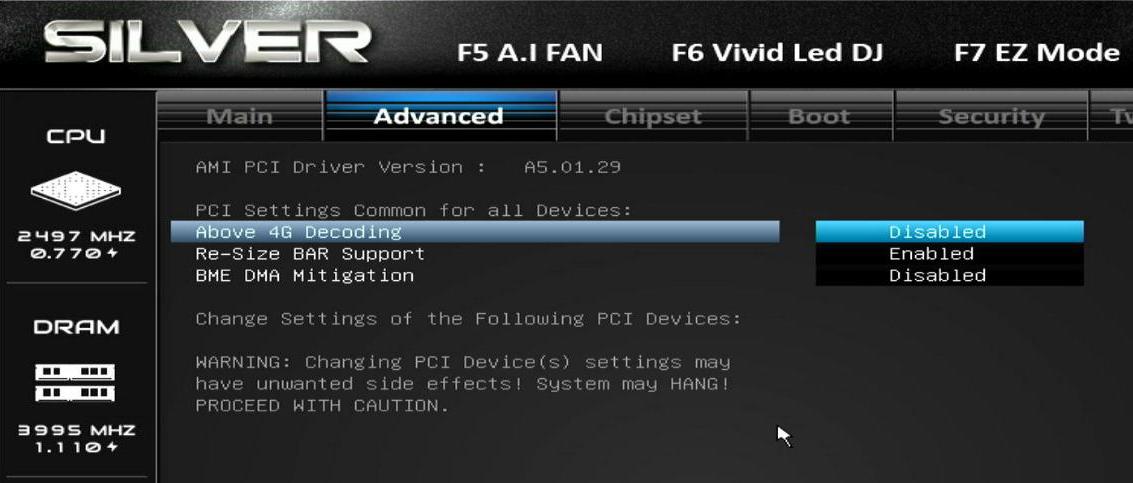 SILVER
F5 A.I FAN F6 Vivid Led DJ F7 EZ Mode
Main Advanced Chipset Boot Security
CPU
2497 MHZ
0.770
DRAM
3995 MHZ
1.110
AMI PCI Driver Version : A5.01.29
PCI Settings Common for all Devices:
Above 4G Decoding Disabled
Re-Size BAR Support Enabled
BME DMA Mitigation Disabled
Change Settings of the Following PCI Devices:
WARNING: Changing PCI Device(s) settings may
have unwanted side effects! System may HANG!
PROCEED WITH CAUTION.